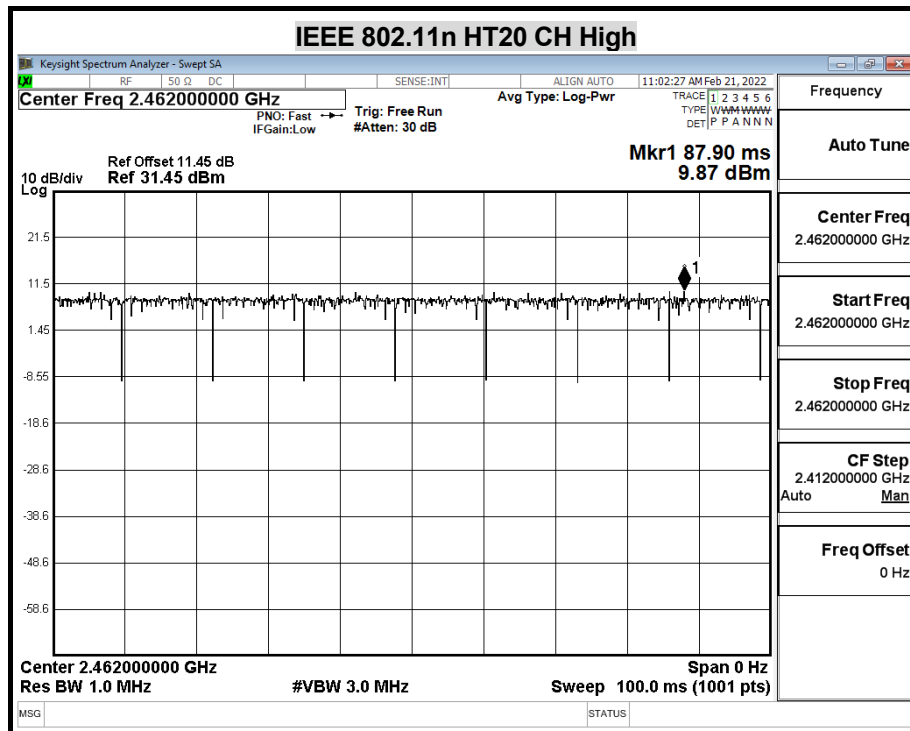 IEEE 802.11n HT20 CH High
Keysight Spectrum Analyzer - Swept SA
LXI RF 50 Ω DC SENSE:INT ALIGN AUTO 11:02:27 AM Feb 21, 2022
Center Freq 2.462000000 GHz Avg Type: Log-Pwr TRACE 1 2 3 4 5 6
PNO: Fast Trig: Free Run TYPE WWMWWWW
IFGain:Low #Atten: 30 dB DET P P A N N N
Mkr1 87.90 ms
Ref Offset 11.45 dB
10 dB/div Ref 31.45 dBm 9.87 dBm
Log
21.5
11.5
1
1.45
-8.55
-18.6
-28.6
-38.6
-48.6
-58.6
Center 2.462000000 GHz Span 0 Hz
Res BW 1.0 MHz #VBW 3.0 MHz Sweep 100.0 ms (1001 pts)
MSG STATUS
Frequency
Auto Tune
Center Freq
2.462000000 GHz
Start Freq
2.462000000 GHz
Stop Freq
2.462000000 GHz
CF Step
2.412000000 GHz
Auto Man
Freq Offset
0 Hz